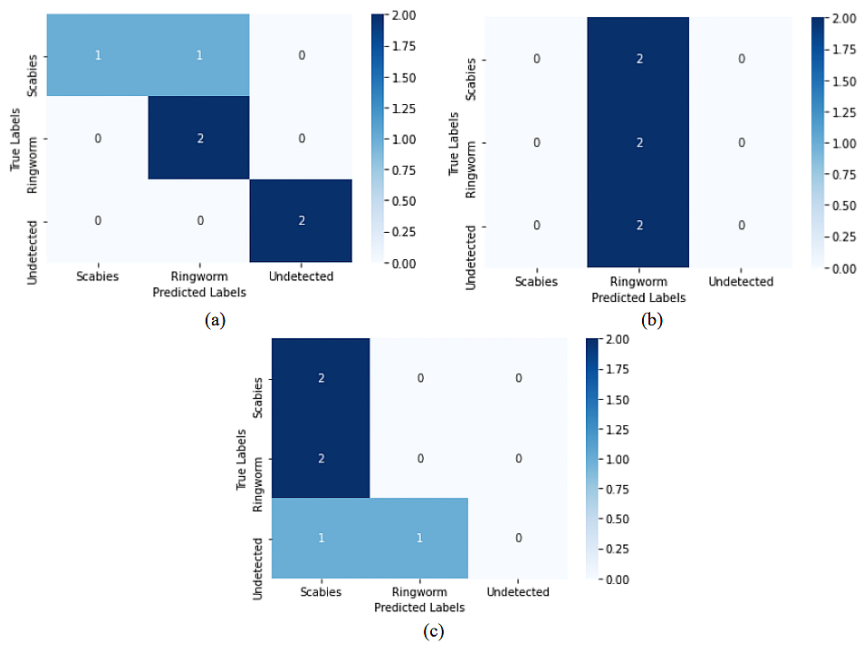 2.00
1.75
1.50
1.25
1.00
0.75
0.50
0.25
0.00
True Labels
Scabies
Ringworm
Undetected
1 1 0
0 2 0
0 0 2
Scabies Ringworm Undetected
Predicted Labels
(a)
2.00
1.75
1.50
1.25
1.00
0.75
0.50
0.25
0.00
True Labels
Scabies
Ringworm
Undetected
0 2 0
0 2 0
0 2 0
Scabies Ringworm Undetected
Predicted Labels
(b)
2.00
1.75
1.50
1.25
1.00
0.75
0.50
0.25
0.00
True Labels
Scabies
Ringworm
Undetected
2 0 0
2 0 0
1 1 0
Scabies Ringworm Undetected
Predicted Labels
(c)